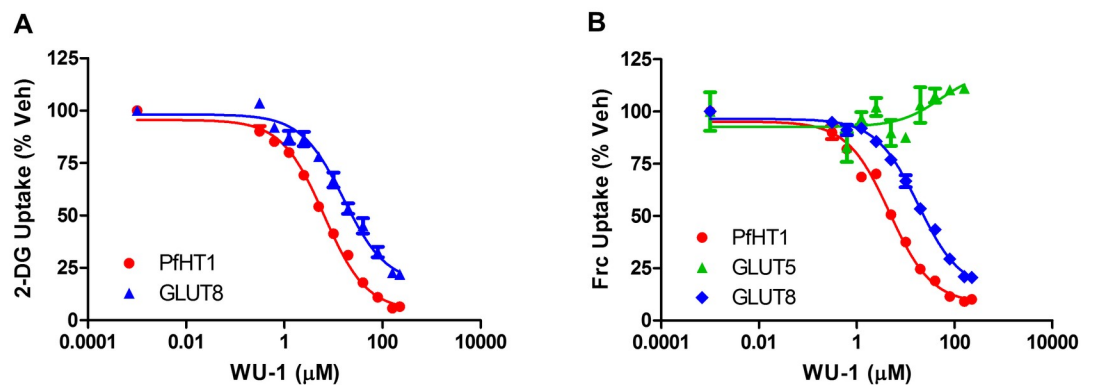 A
2-DG Uptake (% Veh)
125
100
75
50
25
0
PfHT1
GLUT8
0.0001 0.01 1 100 10000
WU-1 (μM)
B
Frc Uptake (% Veh)
125
100
75
50
25
0
PfHT1
GLUT5
GLUT8
0.0001 0.01 1 100 10000
WU-1 (μM)